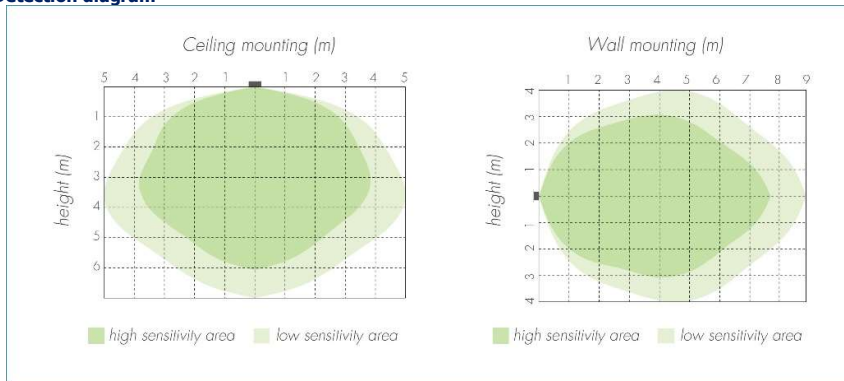 Detection diagram
Ceiling mounting (m)
5 4 3 2 1 1 2 3 4 5
1
2
3
4
5
6
height (m)
high sensitivity area low sensitivity area
Wall mounting (m)
1 2 3 4 5 6 7 8 9
4
3
2
1
1
2
3
4
height (m)
high sensitivity area low sensitivity area